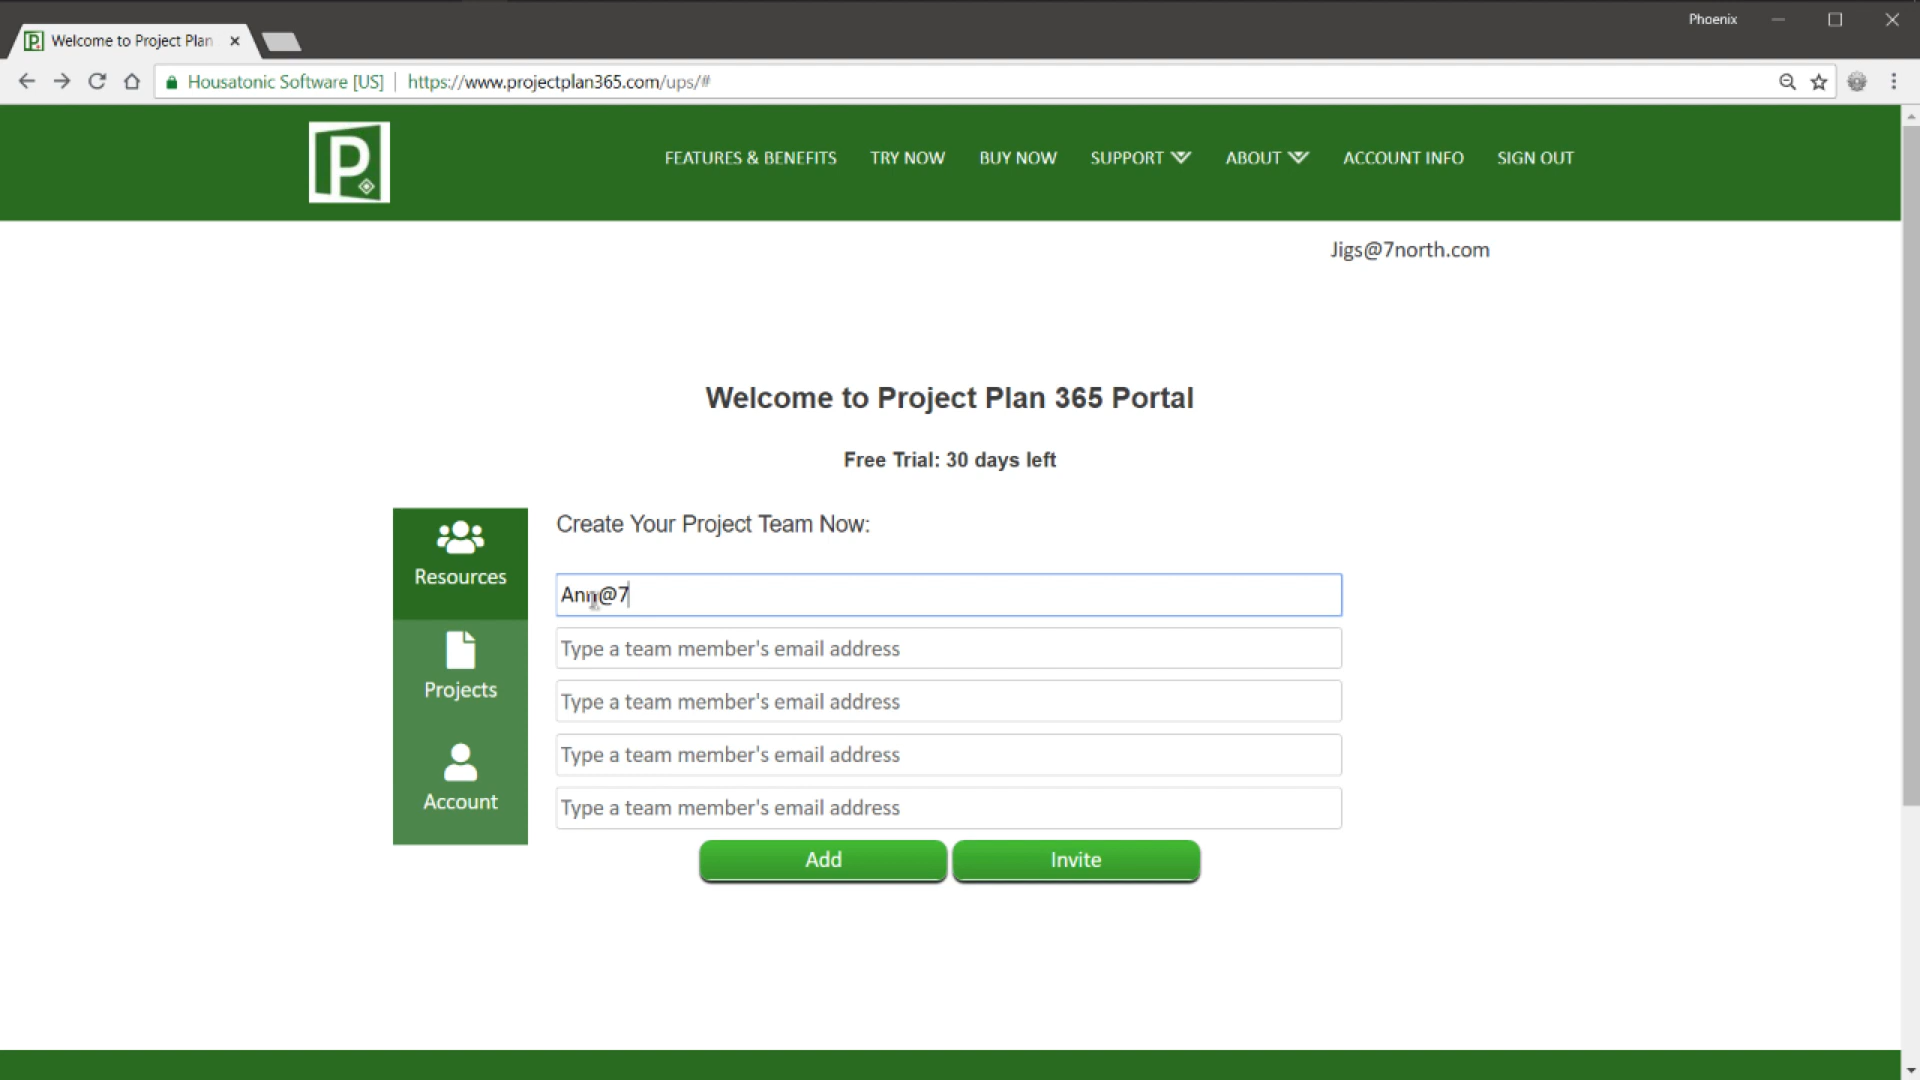 Phoenix
Welcome to Project Plan
Housatonic Software [US] | https://www.projectplan365.com/ups/#
P
FEATURES & BENEFITS TRY NOW BUY NOW SUPPORT ABOUT ACCOUNT INFO SIGN OUT
Jigs@7north.com
Welcome to Project Plan 365 Portal
Free Trial: 30 days left
Resources
Projects
Account
Create Your Project Team Now:
Ann@7
Type a team member's email address
Type a team member's email address
Type a team member's email address
Type a team member's email address
Add
Invite